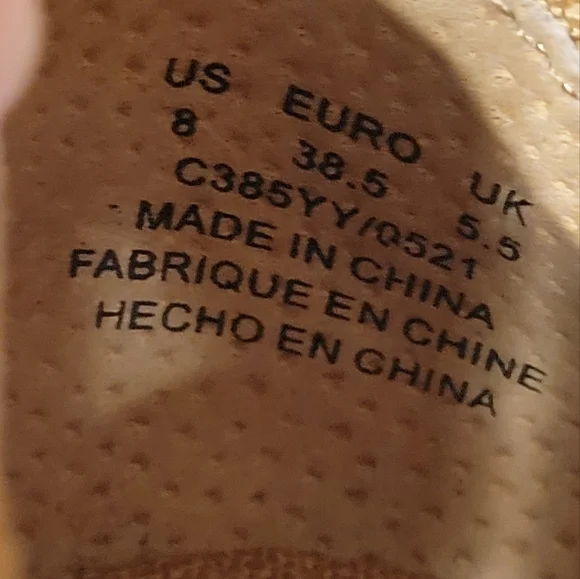 US EURO UK
8 38.5 5.5
C385YY/0521
MADE IN CHINA
FABRIQUE EN CHINE
HECHO EN CHINA